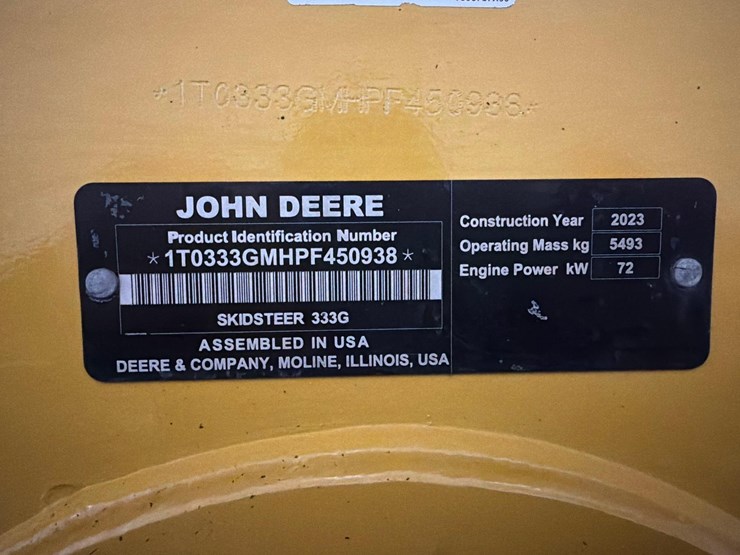 *1T0333GMHPF450938*
JOHN DEERE
Product Identification Number
*1T0333GMHPF450938*
SKIDSTEER 333G
ASSEMBLED IN USA
DEERE & COMPANY, MOLINE, ILLINOIS, USA
Construction Year 2023
Operating Mass kg 5493
Engine Power kW 72